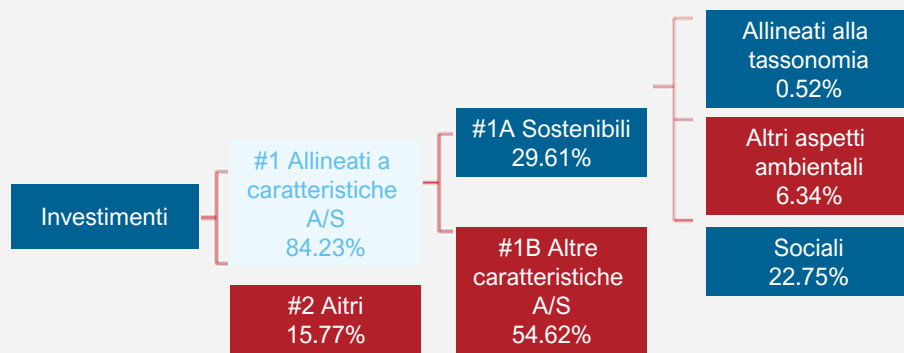 Investimenti
#1 Allineati a
caratteristiche
A/S
84.23%
#2 Aitri
15.77%
#1A Sostenibili
29.61%
#1B Altre
caratteristiche
A/S
54.62%
Allineati alla
tassonomia
0.52%
Altri aspetti
ambientali
6.34%
Sociali
22.75%